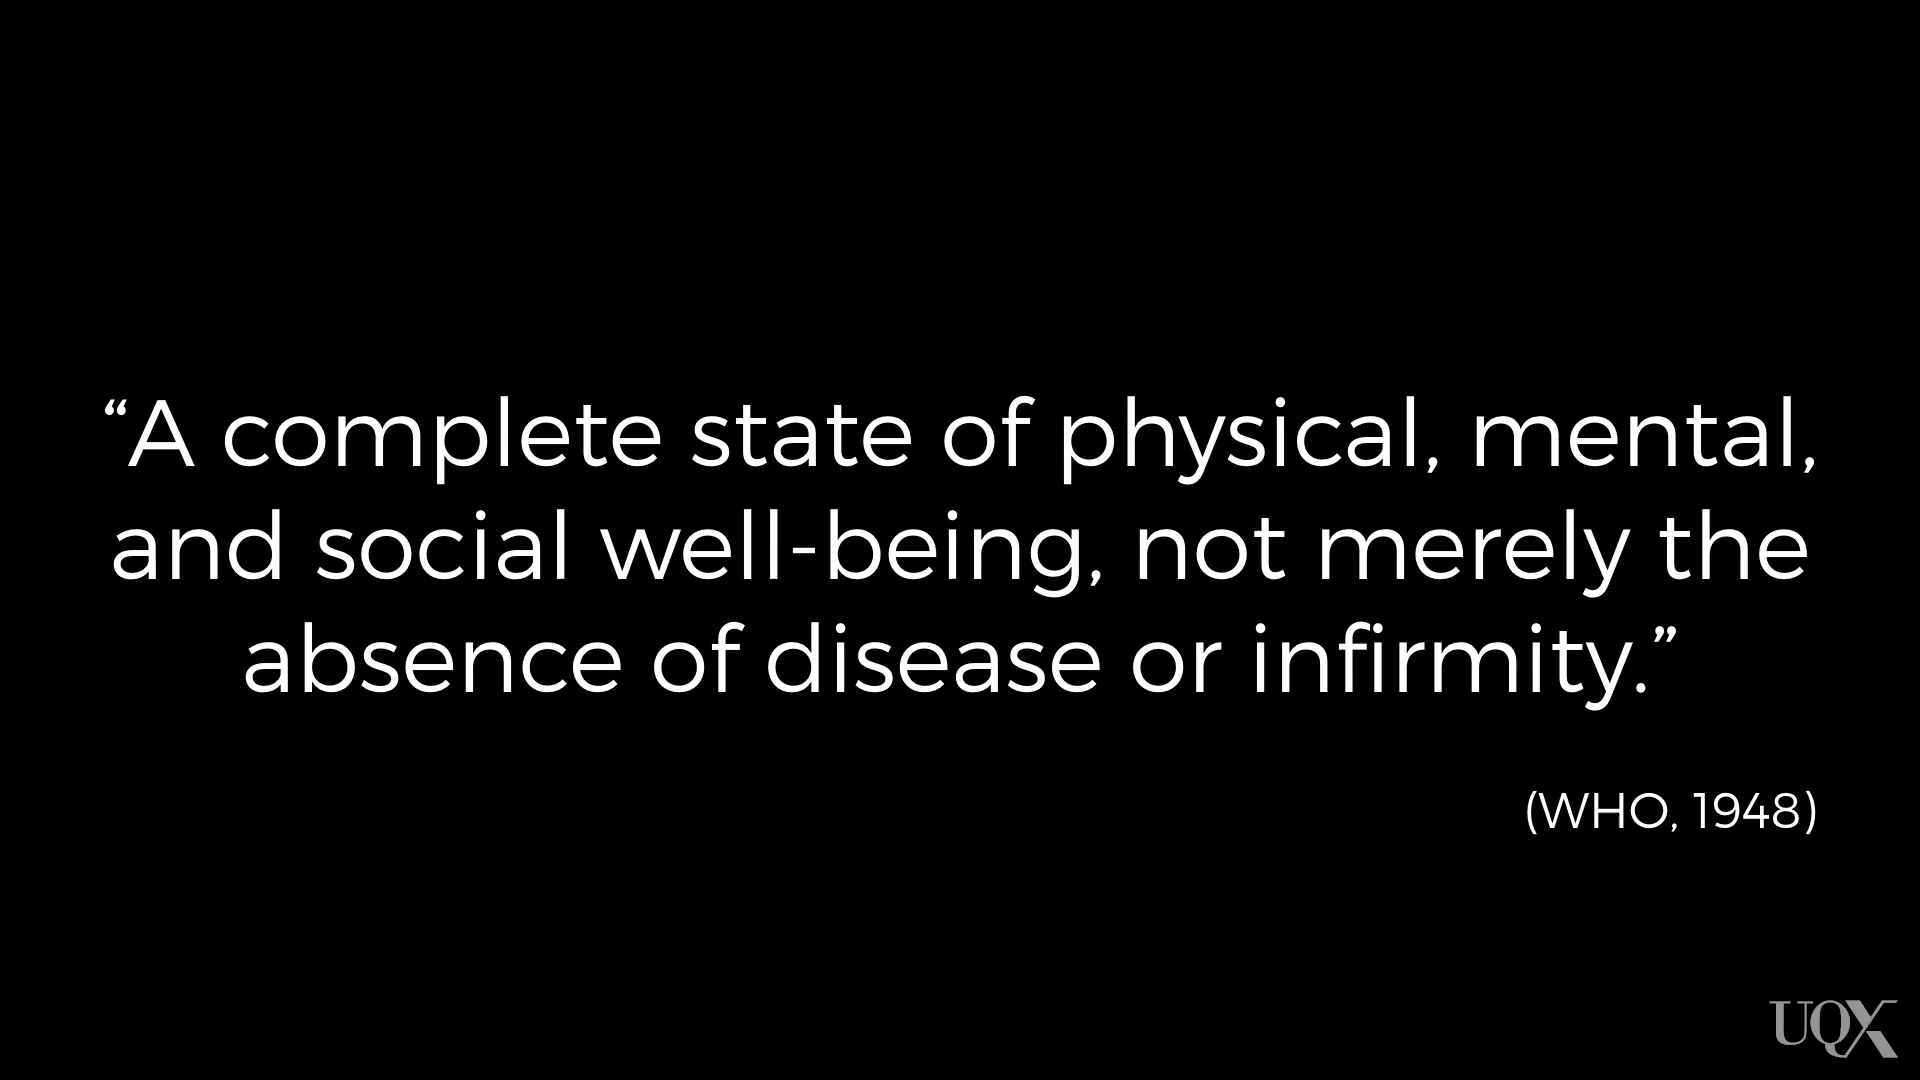 “A complete state of physical, mental,
and social well-being, not merely the
absence of disease or infirmity.”
(WHO, 1948)
UQX